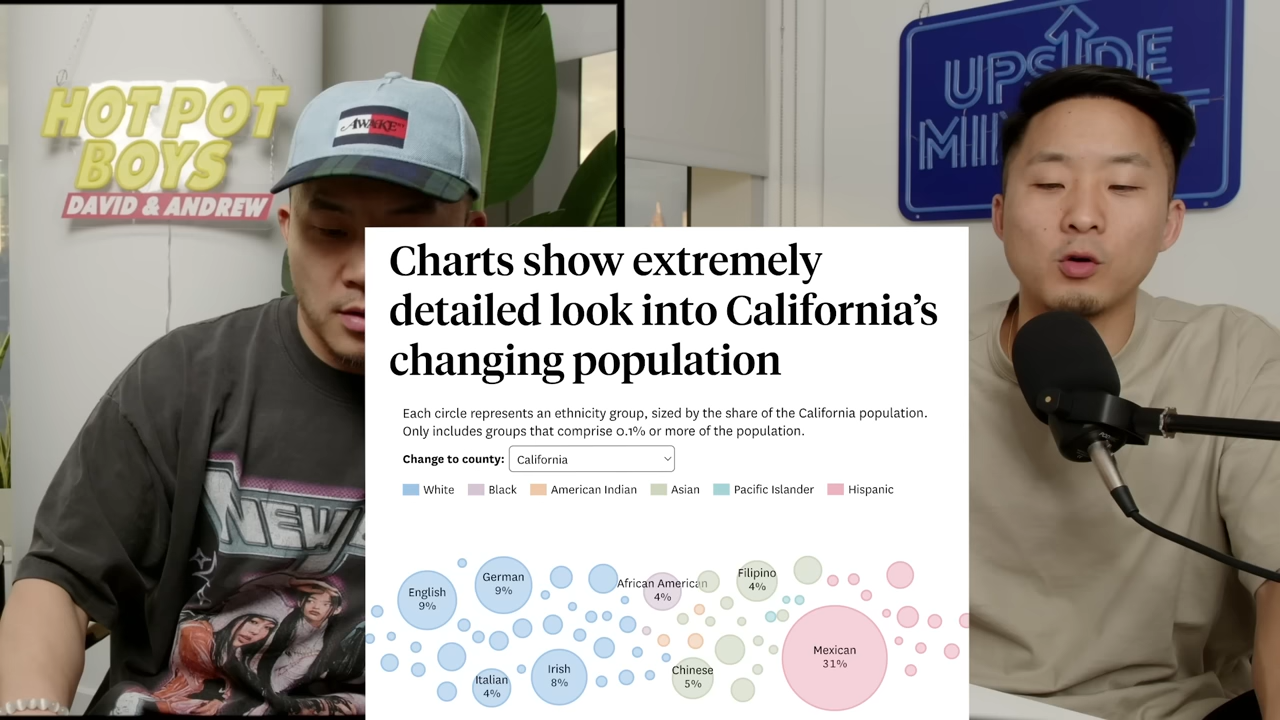 HOT POT
BOYS
DAVID & ANDREW
AWAKE
UPSIDE
Charts show extremely
detailed look into California's
changing population
Each circle represents an ethnicity group, sized by the share of the California population.
Only includes groups that comprise 0.1% or more of the population.
Change to county: California
White Black American Indian Asian Pacific Islander Hispanic
English
9%
German
9%
African American
4%
Filipino
4%
Italian
4%
Irish
8%
Chinese
5%
Mexican
31%
NEW